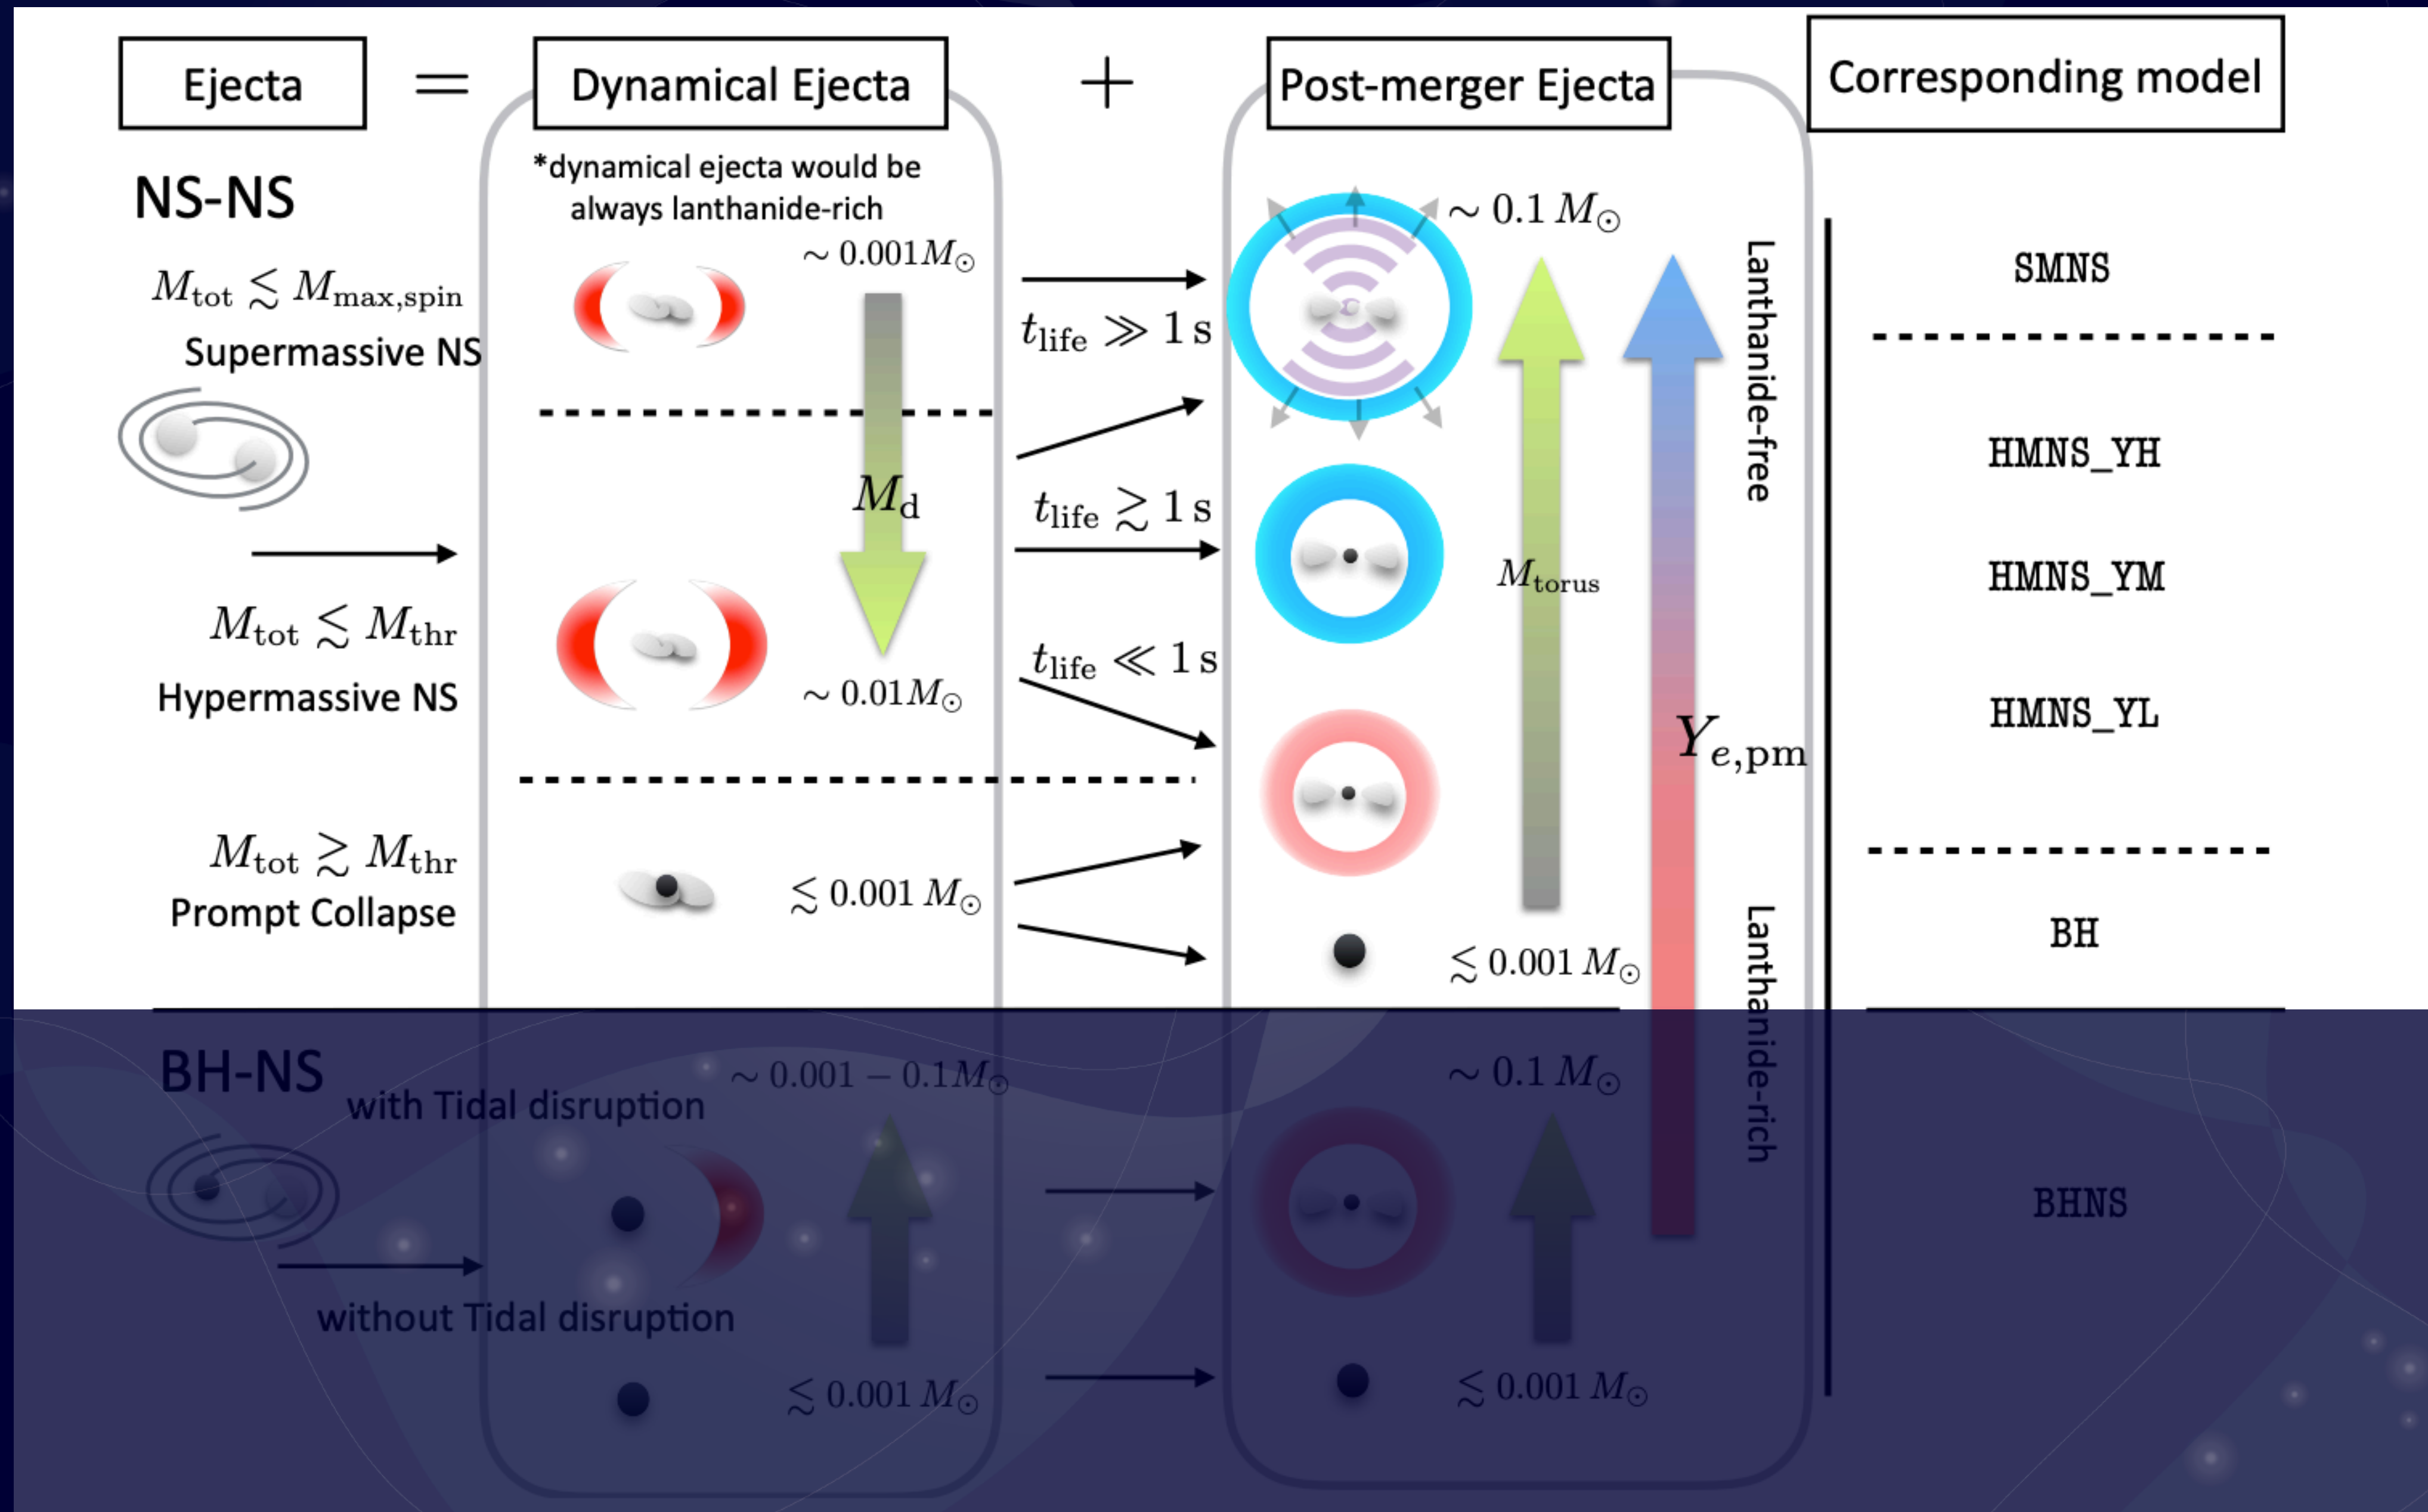 Ejecta = Dynamical Ejecta + Post-merger Ejecta Corresponding model
NS-NS
*dynamical ejecta would be
always lanthanide-rich
∼ 0.001M⊙
∼ 0.1 M⊙
M_tot ≲ M_max,spin
Supermassive NS
t_life ≫ 1 s
SMNS
M_d
t_life ≳ 1 s
HMNS_YH
M_torus
HMNS_YM
M_tot ≲ M_thr
Hypermassive NS
∼ 0.01M⊙
t_life ≪ 1 s
Y_e,pm
HMNS_YL
Lanthanide-free
M_tot ≳ M_thr
Prompt Collapse
≲ 0.001 M⊙
≲ 0.001 M⊙
BH
Lanthanide-rich
BH-NS
with Tidal disruption
∼ 0.001 − 0.1M⊙
∼ 0.1 M⊙
BHNS
without Tidal disruption
≲ 0.001 M⊙
≲ 0.001 M⊙